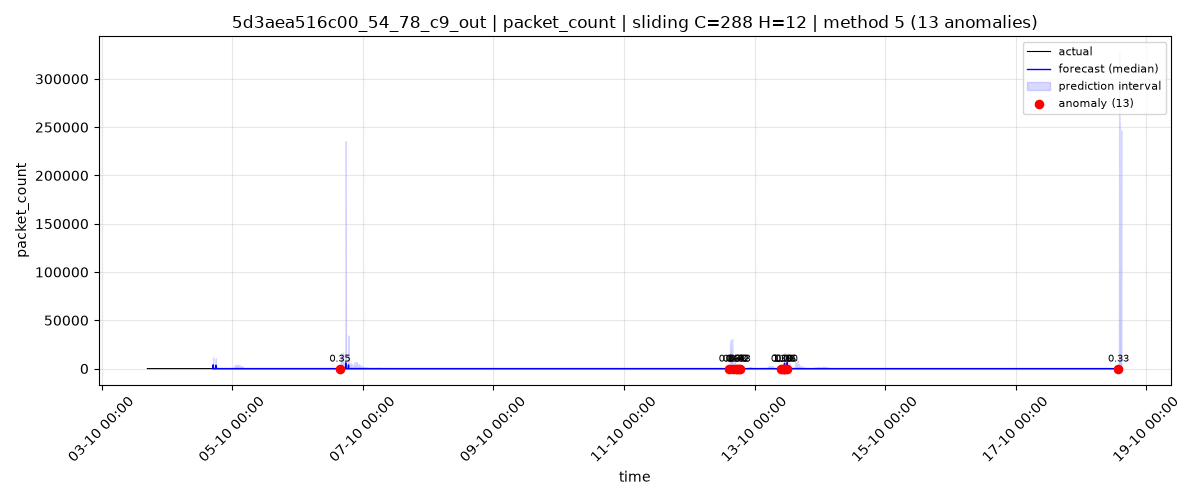 5d3aea516c00_54_78_c9_out | packet_count | sliding C=288 H=12 | method 5 (13 anomalies)
actual
forecast (median)
prediction interval
anomaly (13)
packet_count
300000
250000
200000
150000
100000
50000
0
0.35
0.33
03-10 00:00
05-10 00:00
07-10 00:00
09-10 00:00
11-10 00:00
13-10 00:00
15-10 00:00
17-10 00:00
19-10 00:00
time